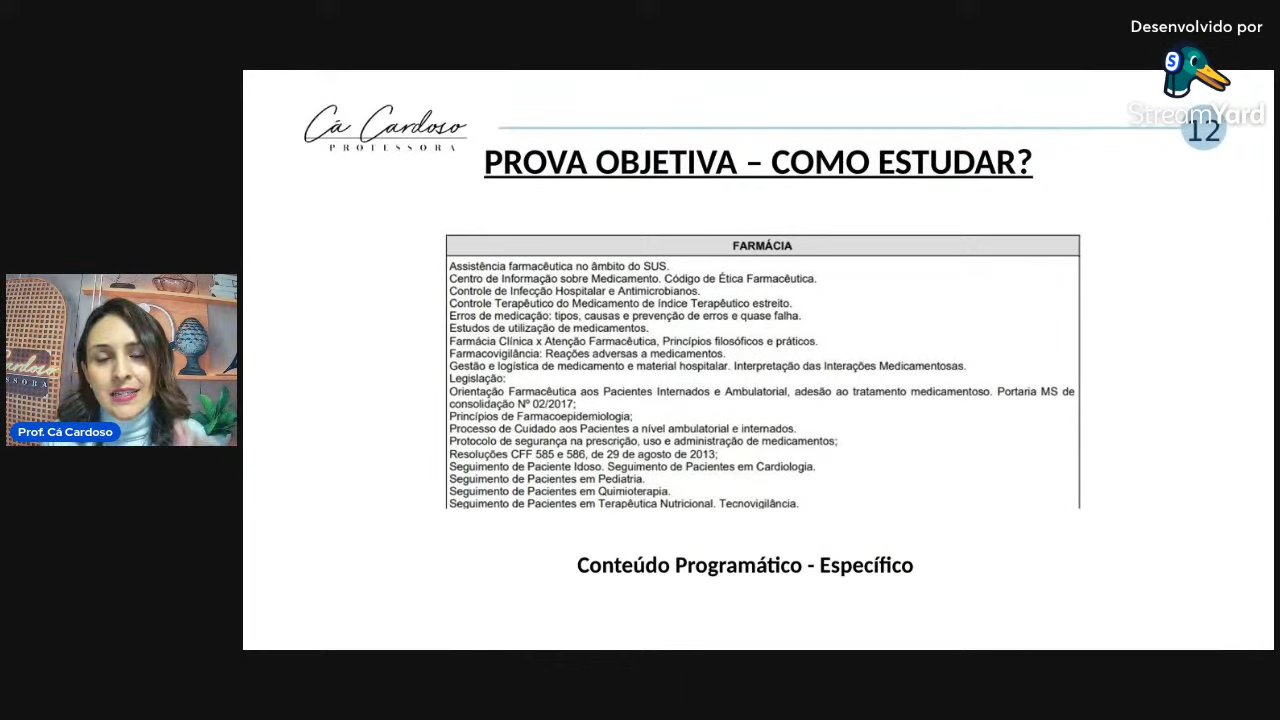 Desenvolvido por
StreamYard
Cá Cardoso
PROFESSORA
12
PROVA OBJETIVA – COMO ESTUDAR?
FARMÁCIA
Assistência farmacêutica no âmbito do SUS.
Centro de Informação sobre Medicamento. Código de Ética Farmacêutica.
Controle de Infecção Hospitalar e Antimicrobianos.
Controle Terapêutico do Medicamento de índice Terapêutico estreito.
Erros de medicação: tipos, causas e prevenção de erros e quase falha.
Estudos de utilização de medicamentos.
Farmácia Clínica x Atenção Farmacêutica, Princípios filosóficos e práticos.
Farmacovigilância: Reações adversas a medicamentos.
Gestão e logística de medicamento e material hospitalar. Interpretação das Interações Medicamentosas.
Legislação:
Orientação Farmacêutica aos Pacientes Internados e Ambulatorial, adesão ao tratamento medicamentoso. Portaria MS de
consolidação Nº 02/2017;
Princípios de Farmacoepidemiologia;
Processo de Cuidado aos Pacientes a nível ambulatorial e internados.
Protocolo de segurança na prescrição, uso e administração de medicamentos;
Resoluções CFF 585 e 586, de 29 de agosto de 2013;
Seguimento de Paciente Idoso. Seguimento de Pacientes em Cardiologia.
Seguimento de Pacientes em Pediatria.
Seguimento de Pacientes em Quimioterapia.
Seguimento de Pacientes em Terapêutica Nutricional. Tecnovigilância.
Cardoso
SSORA
Prof. Cá Cardoso
Conteúdo Programático - Específico